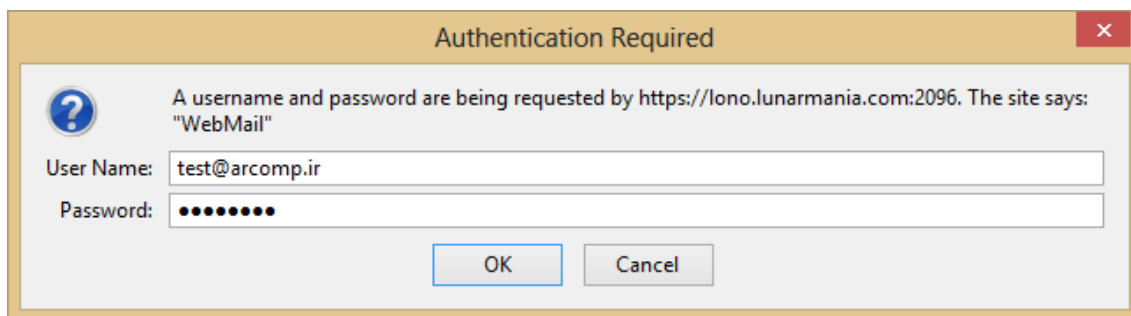 Authentication Required
A username and password are being requested by https://lono.lunarmania.com:2096. The site says:
"WebMail"
User Name: test@arcomp.ir
Password: ●●●●●●●●
OK Cancel